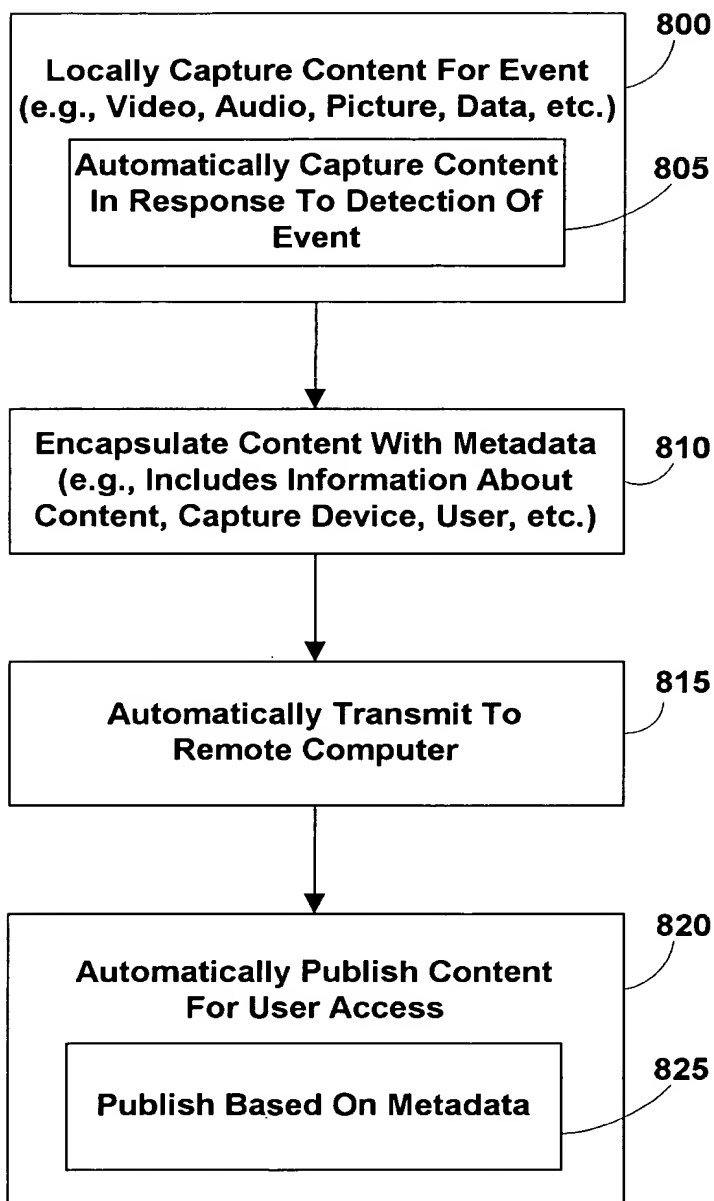 800
Locally Capture Content For Event
(e.g., Video, Audio, Picture, Data, etc.)
Automatically Capture Content
In Response To Detection Of
Event
805
Encapsulate Content With Metadata
(e.g., Includes Information About
Content, Capture Device, User, etc.)
810
Automatically Transmit To
Remote Computer
815
Automatically Publish Content
For User Access
820
Publish Based On Metadata
825